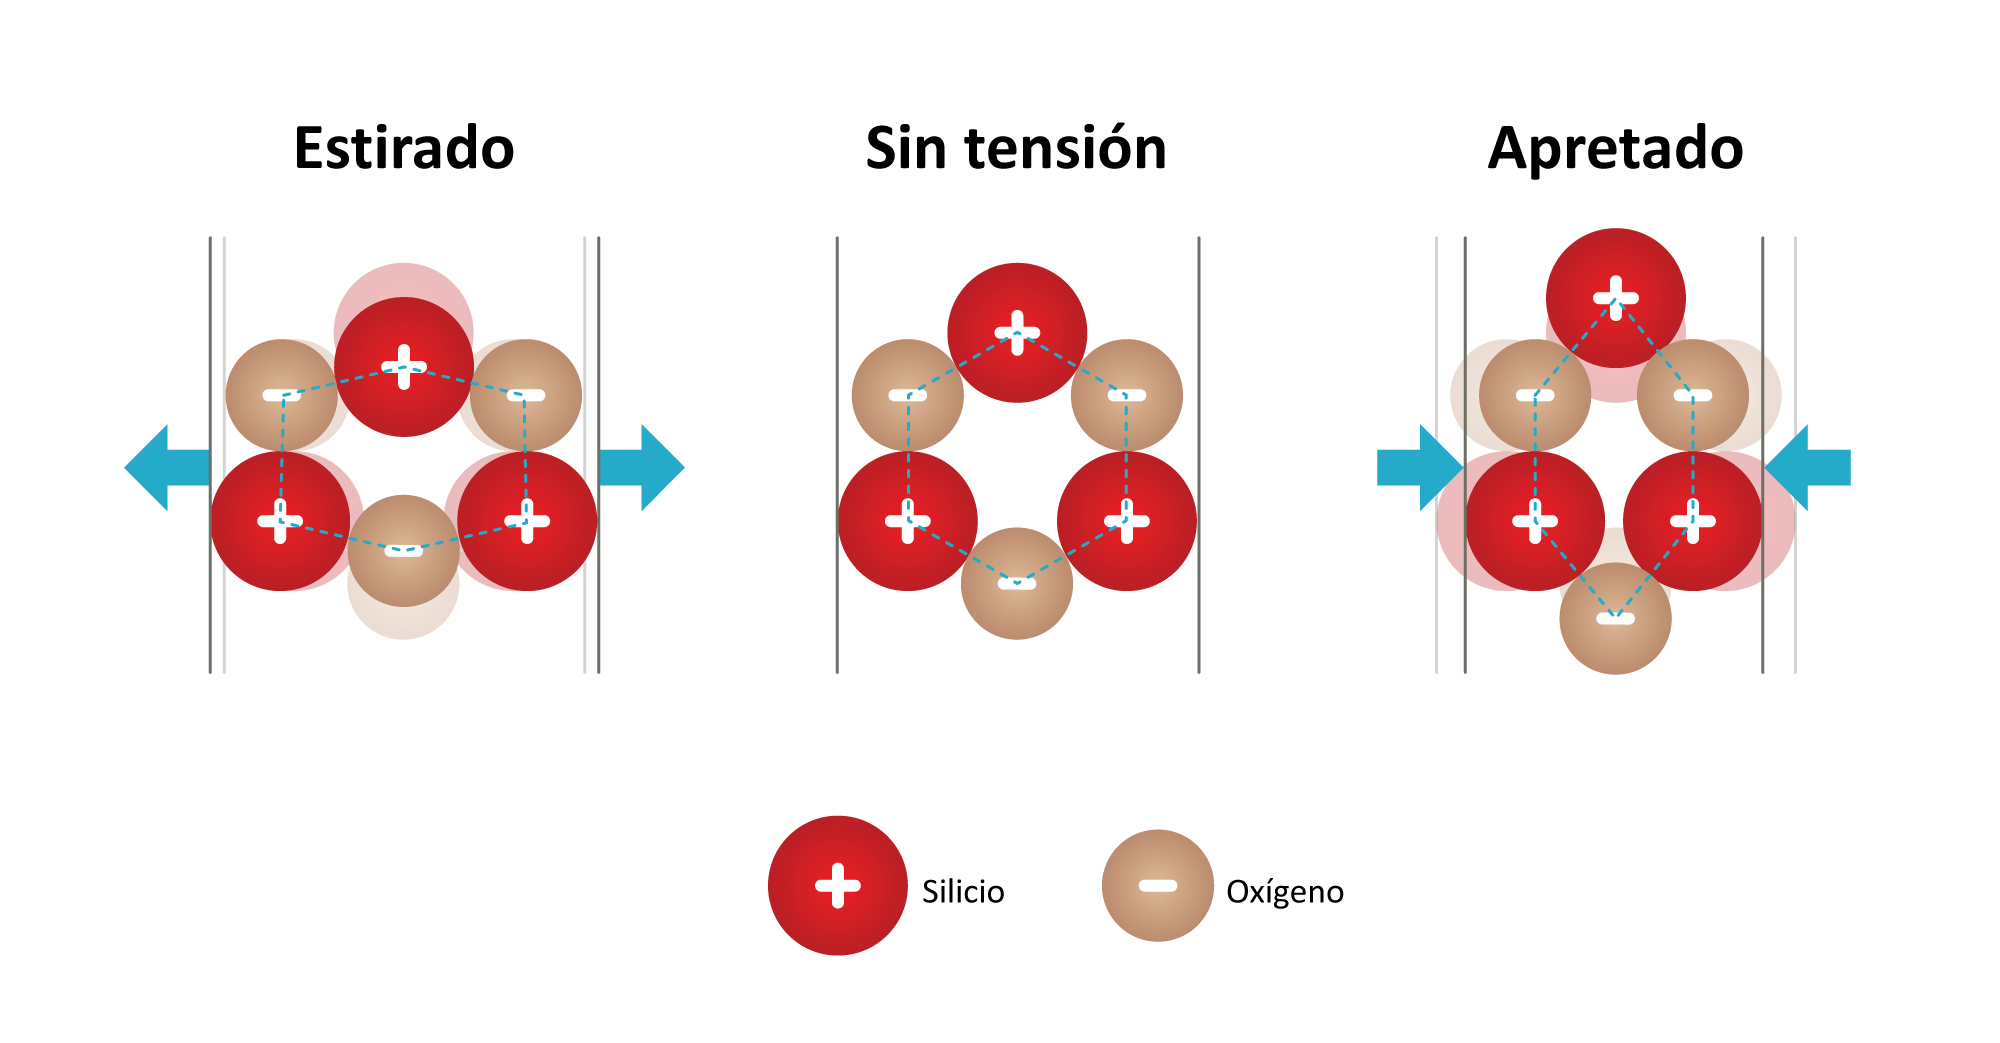 Estirado
Sin tensión
Apretado
Silicio
Oxígeno